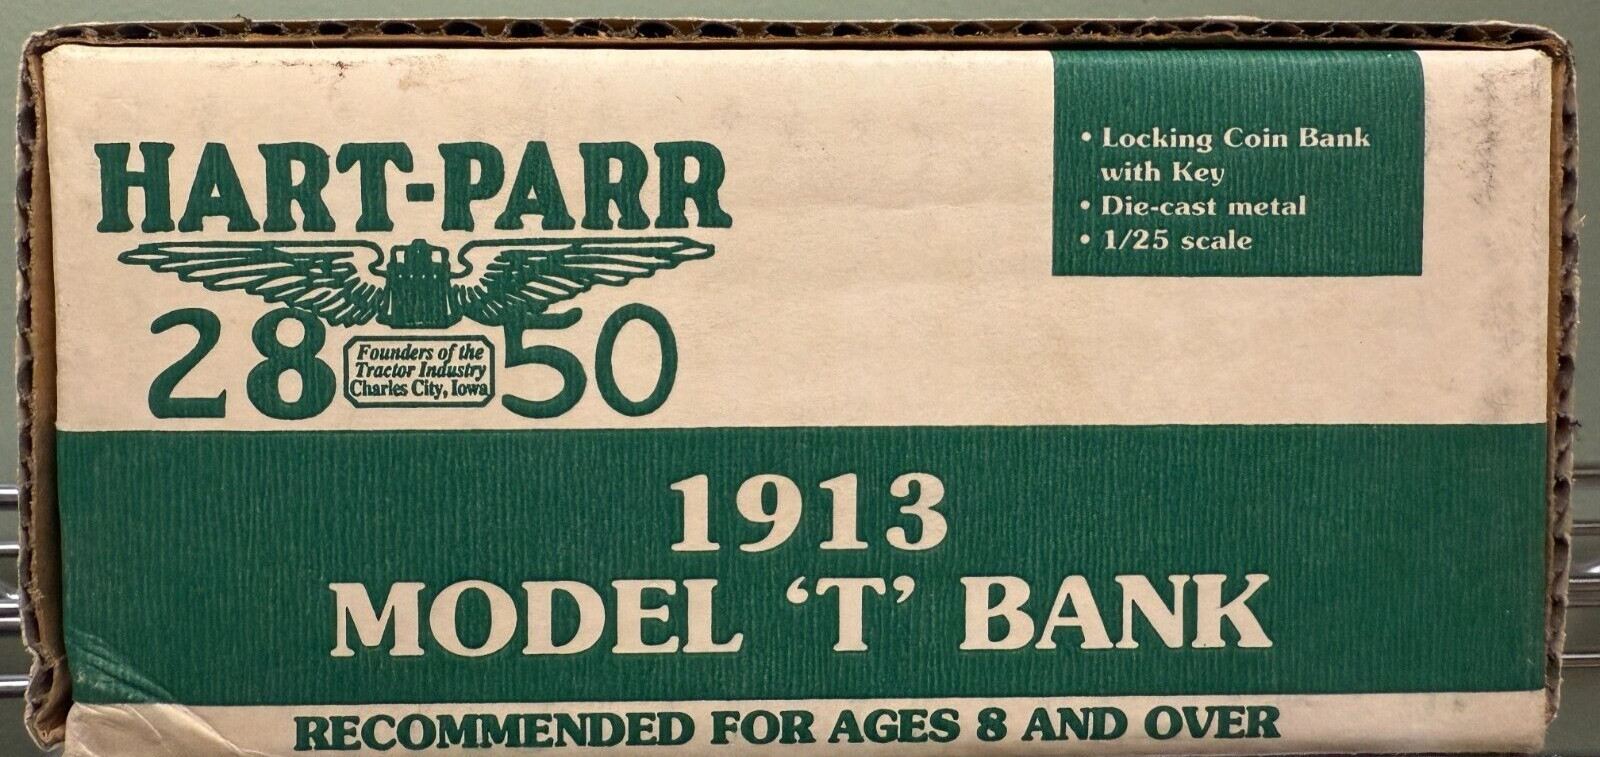 HART-PARR
28 50
Founders of the
Tractor Industry
Charles City, Iowa
• Locking Coin Bank
with Key
• Die-cast metal
• 1/25 scale
1913
MODEL ‘T’ BANK
RECOMMENDED FOR AGES 8 AND OVER